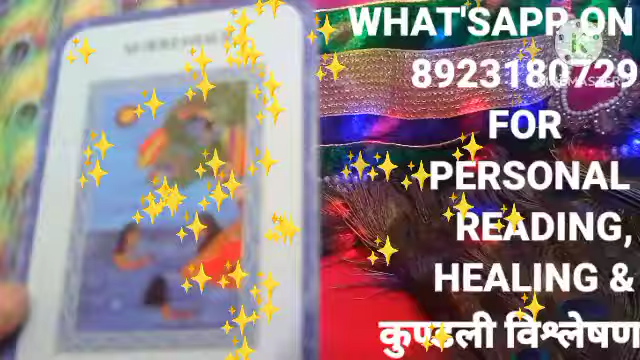 WHAT'SAPP ON
8923180729
FOR
PERSONAL
READING,
HEALING &
कुण्डली विश्लेषण